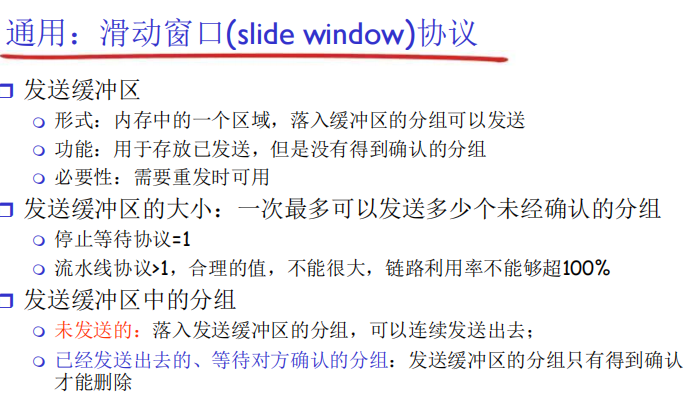 通用：滑动窗口(slide window)协议
发送缓冲区
形式：内存中的一个区域，落入缓冲区的分组可以发送
功能：用于存放已发送，但是没有得到确认的分组
必要性：需要重发时可用
发送缓冲区的大小：一次最多可以发送多少个未经确认的分组
停止等待协议=1
流水线协议>1，合理的值，不能很大，链路利用率不能够超100%
发送缓冲区中的分组
未发送的：落入发送缓冲区的分组，可以连续发送出去；
已经发送出去的、等待对方确认的分组：发送缓冲区的分组只有得到确认
才能删除